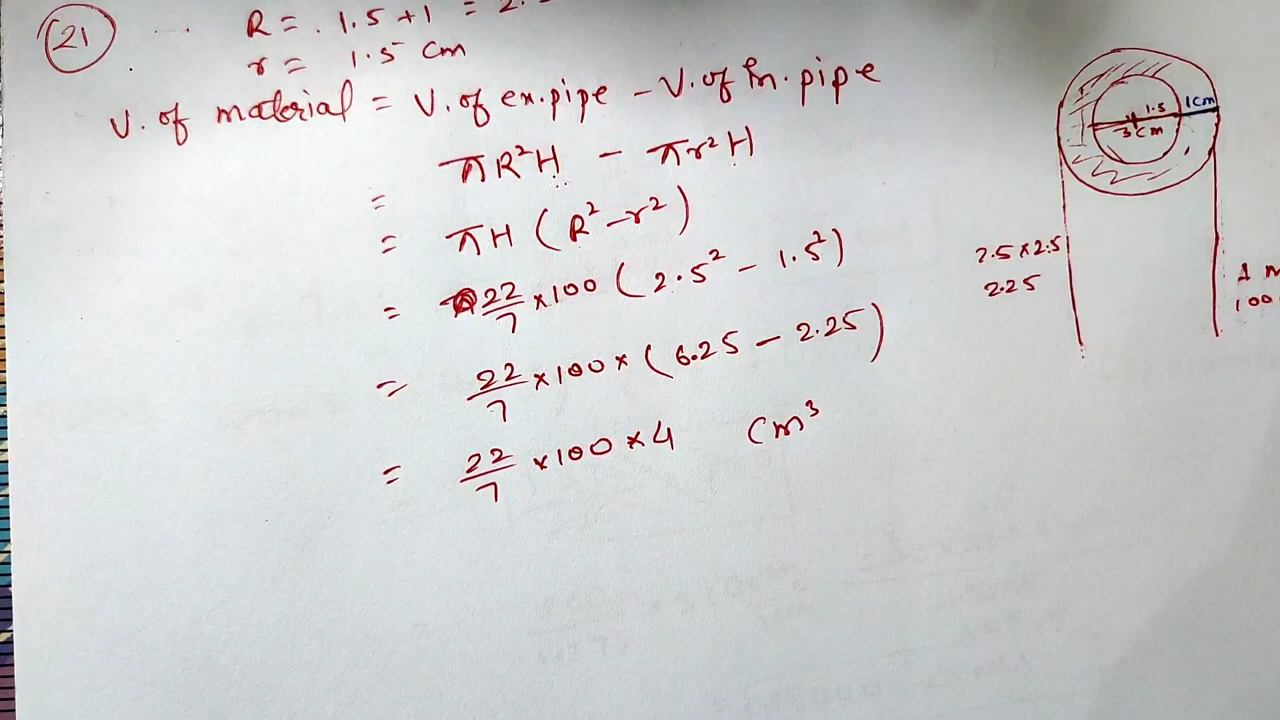 21
R = . 1.5 + 1 = 2.
r = 1.5 cm
V. of material = V. of ex. pipe - V. of In. pipe
= πR²H - πr²H
= πH (R² - r²)
= 22/7 × 100 (2.5² - 1.5²)
= 22/7 × 100 × (6.25 - 2.25)
= 22/7 × 100 × 4 Cm³
1.5 1cm
3 cm
2.5 × 2.5
2.25
1 m
100